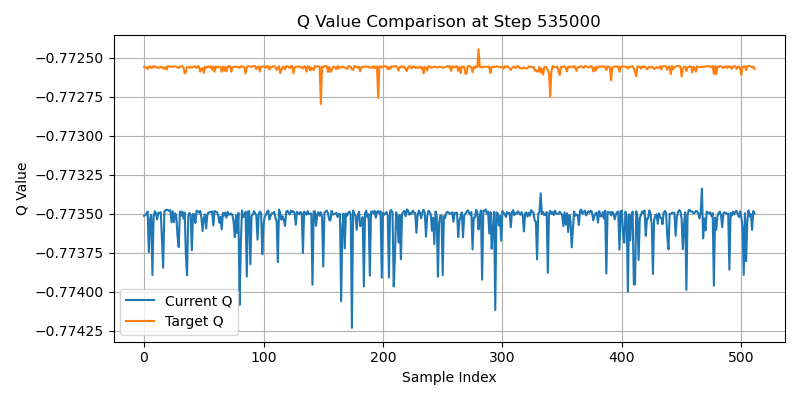 Q Value Comparison at Step 535000
Q Value
−0.77250
−0.77275
−0.77300
−0.77325
−0.77350
−0.77375
−0.77400
−0.77425
Current Q
Target Q
0 100 200 300 400 500
Sample Index